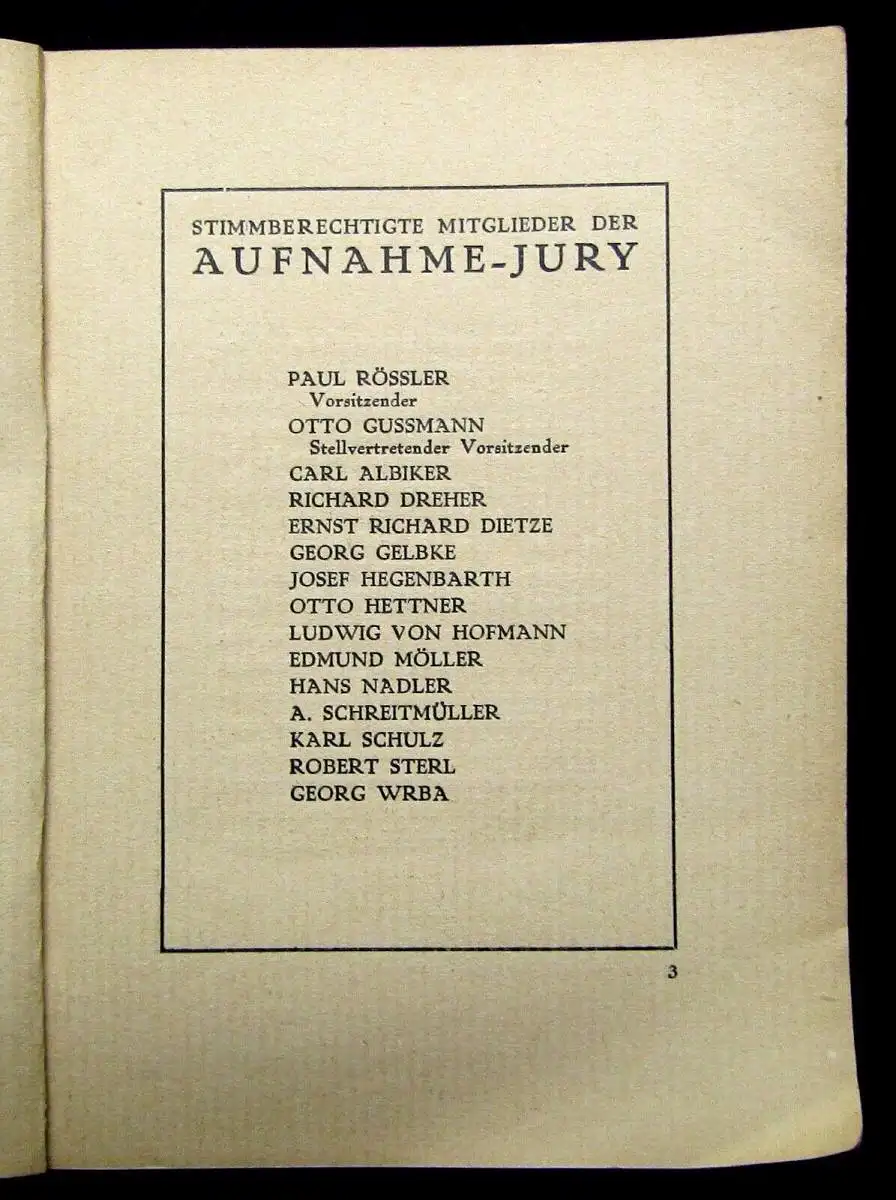 STIMMBERECHTIGTE MITGLIEDER DER
AUFNAHME-JURY
PAUL RÖSSLER
Vorsitzender
OTTO GUSSMANN
Stellvertretender Vorsitzender
CARL ALBIKER
RICHARD DREHER
ERNST RICHARD DIETZE
GEORG GELBKE
JOSEF HEGENBARTH
OTTO HETTNER
LUDWIG VON HOFMANN
EDMUND MÖLLER
HANS NADLER
A. SCHREITMÜLLER
KARL SCHULZ
ROBERT STERL
GEORG WRBA
3